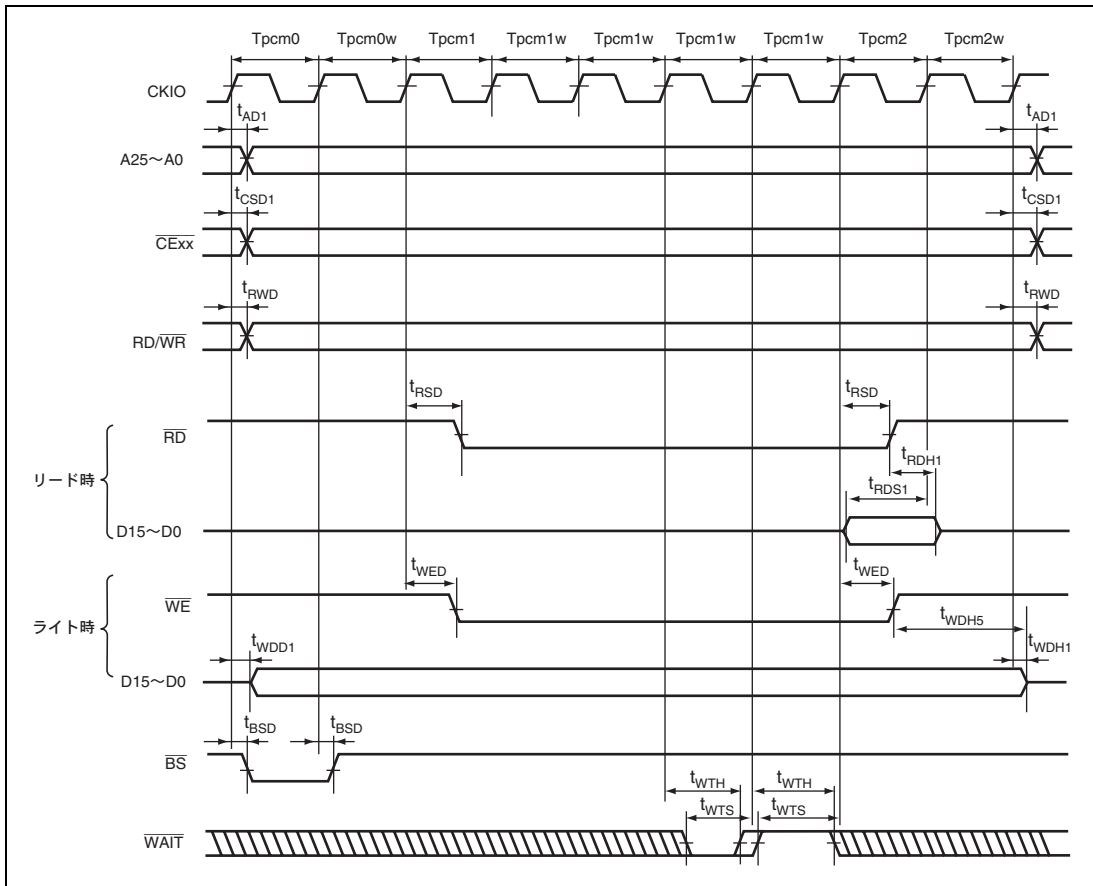 Tpcm0 Tpcm0w Tpcm1 Tpcm1w Tpcm1w Tpcm1w Tpcm1w Tpcm2 Tpcm2w
CKIO
tAD1 tAD1
A25～A0
tCSD1 tCSD1
CExx
tRWD tRWD
RD/WR
tRSD tRSD
RD
tRDH1
リード時
tRDS1
D15～D0
tWED tWED
WE
tWDH5
ライト時
tWDD1 tWDH1
D15～D0
tBSD tBSD
BS
tWTH tWTH
tWTS tWTS
WAIT